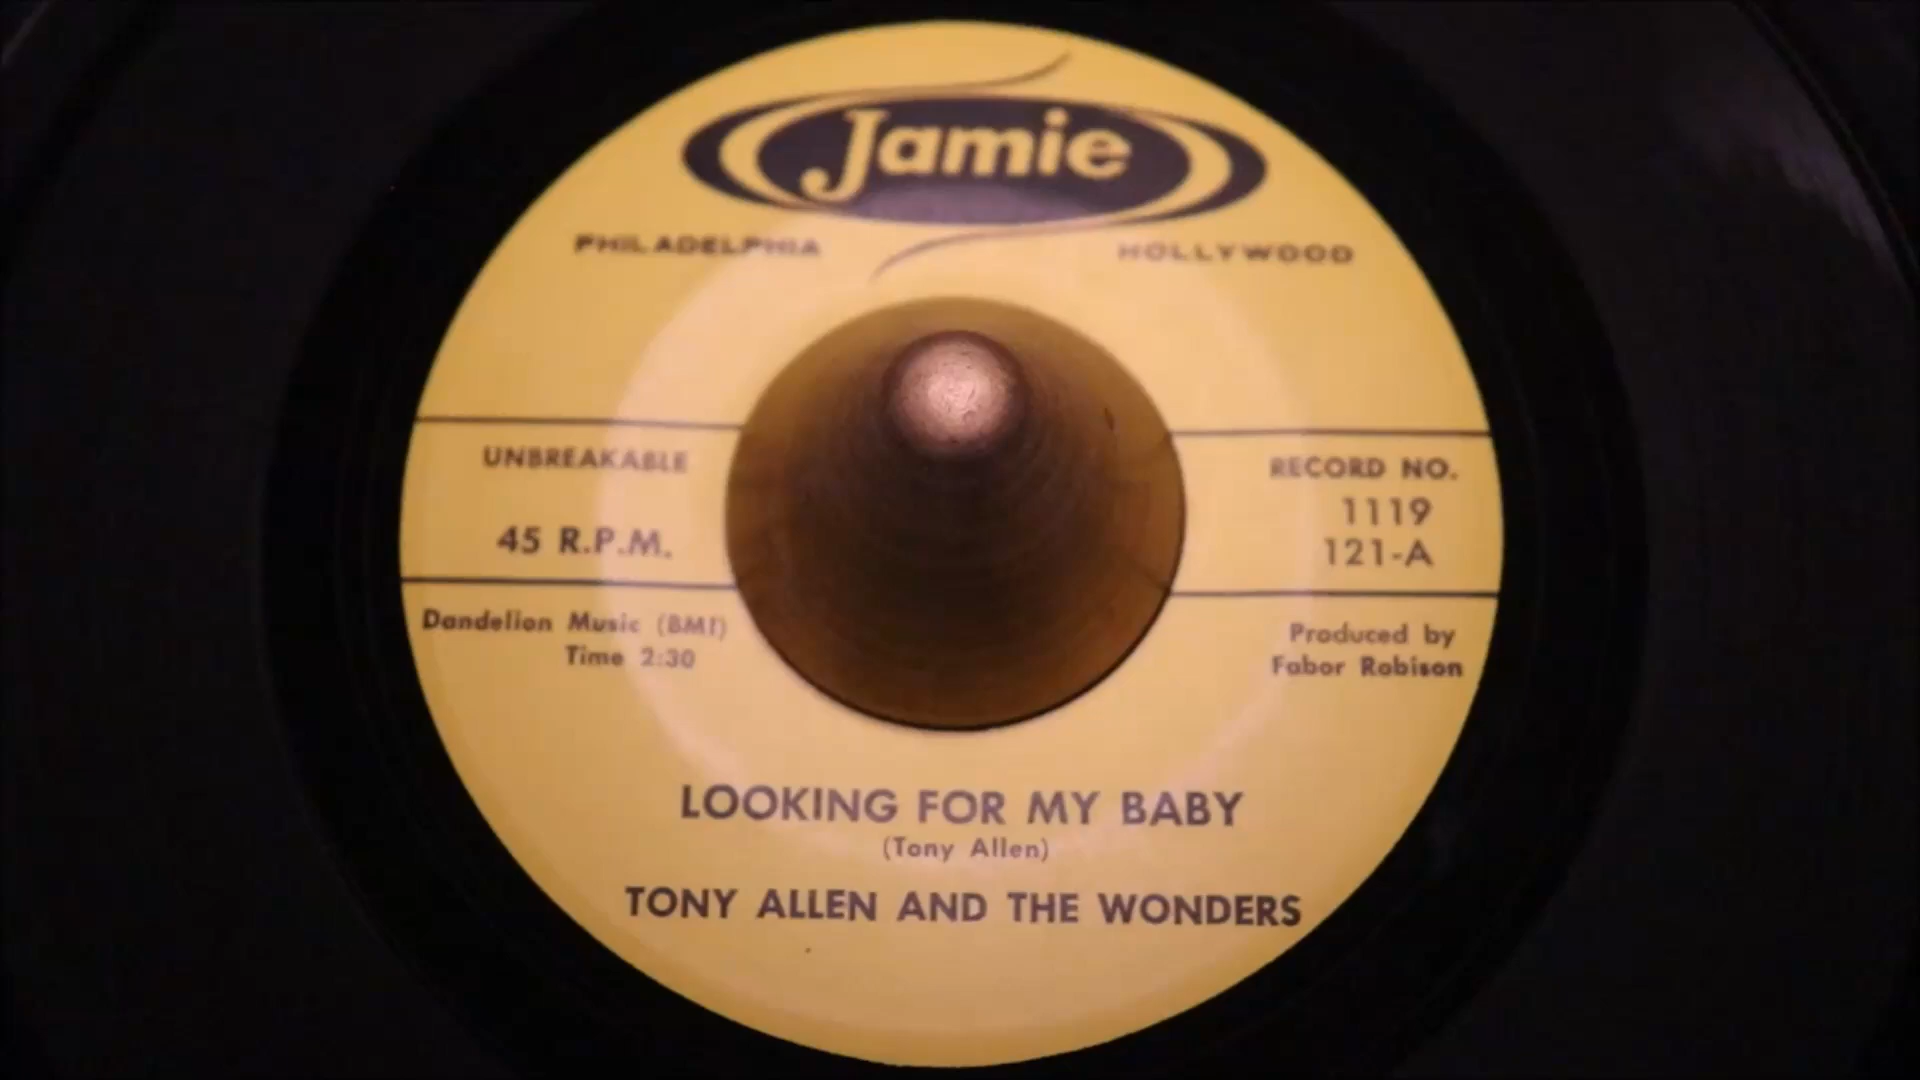 Jamie
PHILADELPHIA
HOLLYWOOD
UNBREAKABLE
45 R.P.M.
RECORD NO.
1119
121-A
Dandelion Music (BMI)
Time 2:30
Produced by
Fabor Robison
LOOKING FOR MY BABY
(Tony Allen)
TONY ALLEN AND THE WONDERS